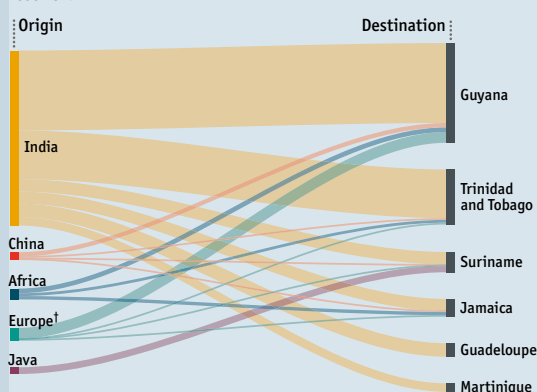 Origin
Destination
India
China
Africa
Europe†
Java
Guyana
Trinidad
and Tobago
Suriname
Jamaica
Guadeloupe
Martinique